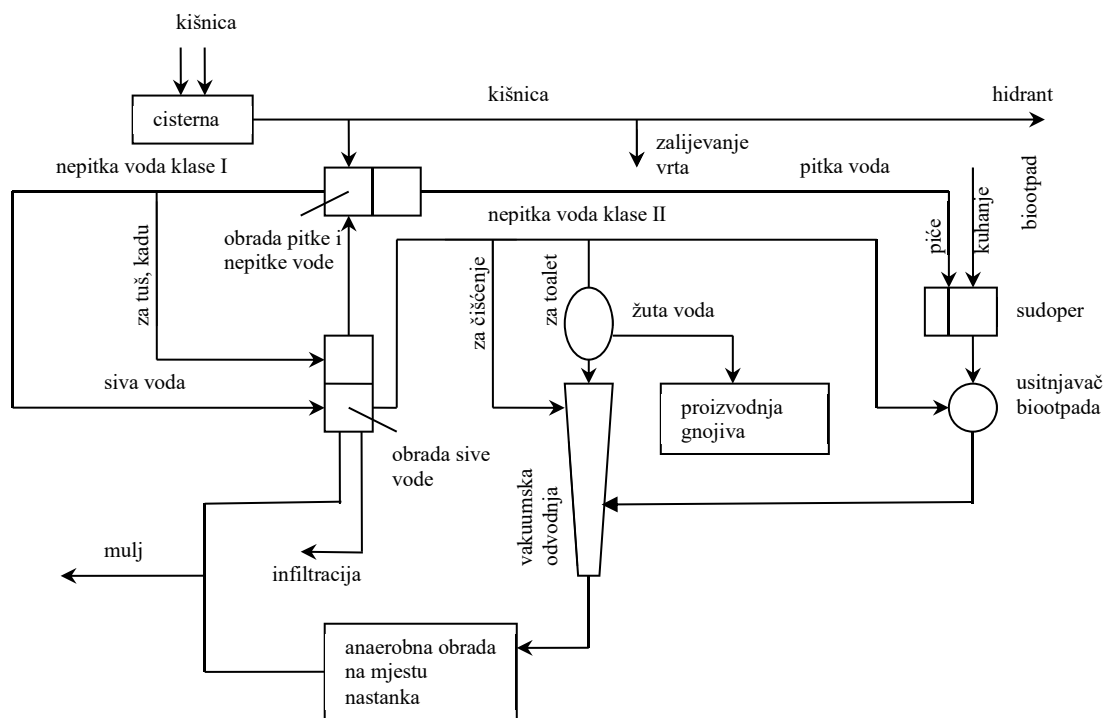 kišnica
cisterna
kišnica
hidrant
zalijevanje
vrta
nepitka voda klase I
pitka voda
biootpad
nepitka voda klase II
obrada pitke i
nepitke vode
za tuš, kadu
za čišćenje
za toalet
piće
kuhanje
žuta voda
sudoper
siva voda
proizvodnja
gnojiva
usitnjavač
biootpada
obrada sive
vode
vakuumska
odvodnja
mulj
infiltracija
anaerobna obrada
na mjestu
nastanka